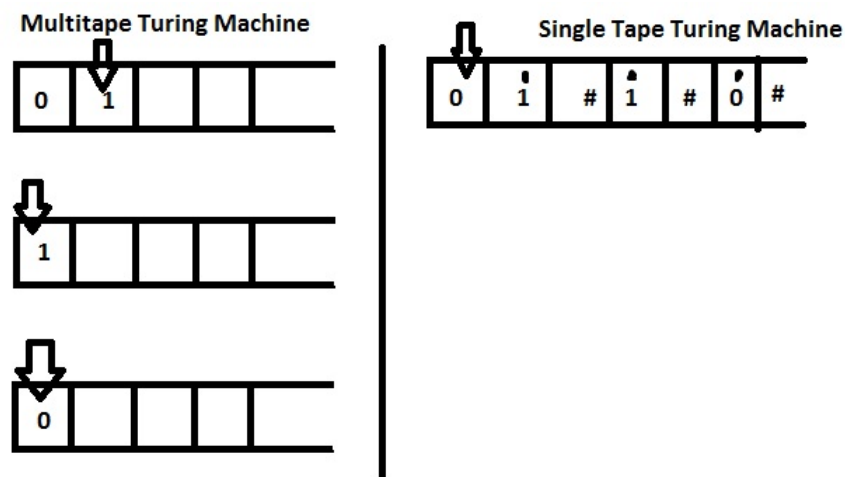 Multitape Turing Machine
0 1
1
0
Single Tape Turing Machine
0 1̇ # 1̇ # 0̇ #